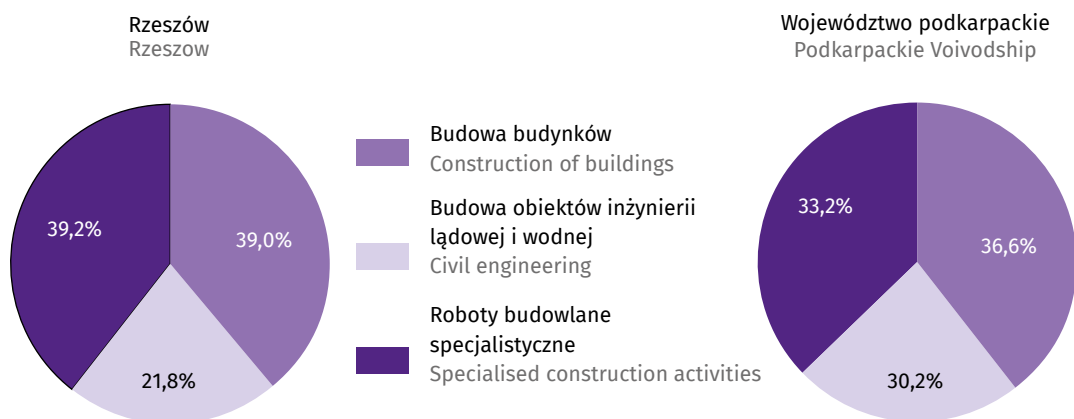 Rzeszów
Rzeszow
39,2%
39,0%
21,8%
Budowa budynków
Construction of buildings
Budowa obiektów inżynierii
lądowej i wodnej
Civil engineering
Roboty budowlane
specjalistyczne
Specialised construction activities
Województwo podkarpackie
Podkarpackie Voivodship
33,2%
36,6%
30,2%